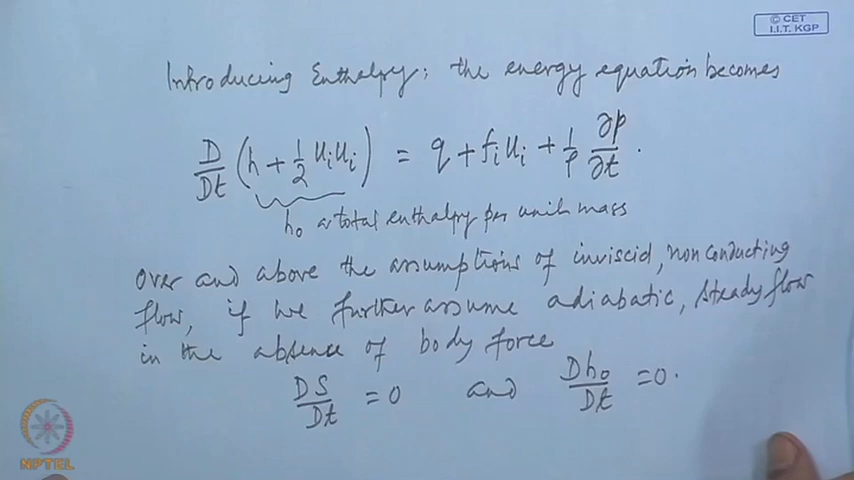 © CET
I.I.T. KGP
Introducing Enthalpy; the energy equation becomes
D/Dt (h + 1/2 uᵢuᵢ) = q + fᵢuᵢ + 1/ρ ∂p/∂t.
h₀ → total enthalpy per unit mass
Over and above the assumptions of inviscid, nonconducting
flow, if we further assume adiabatic, steady flow
in the absence of body force
DS/Dt = 0 and Dh₀/Dt = 0.
NPTEL